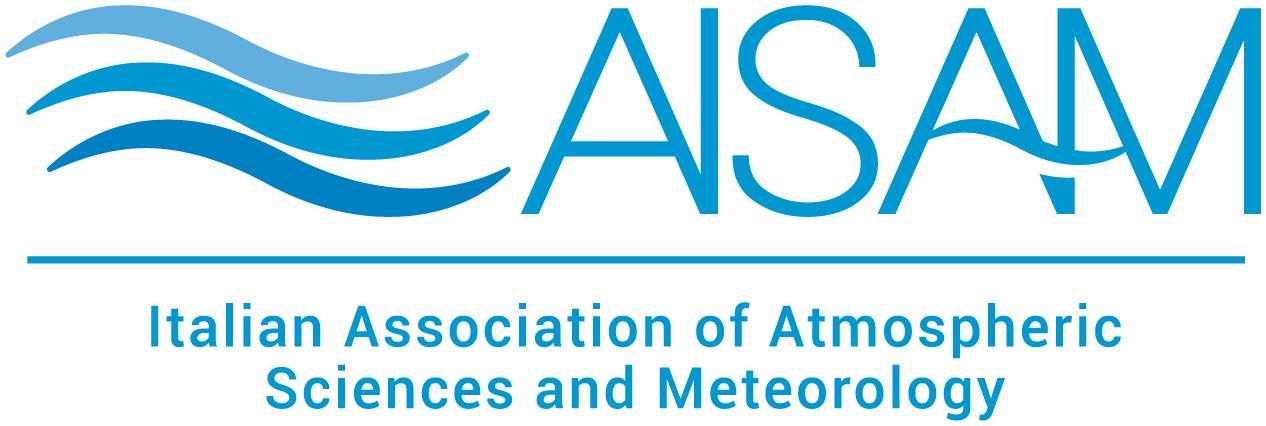 AISAM
Italian Association of Atmospheric
Sciences and Meteorology